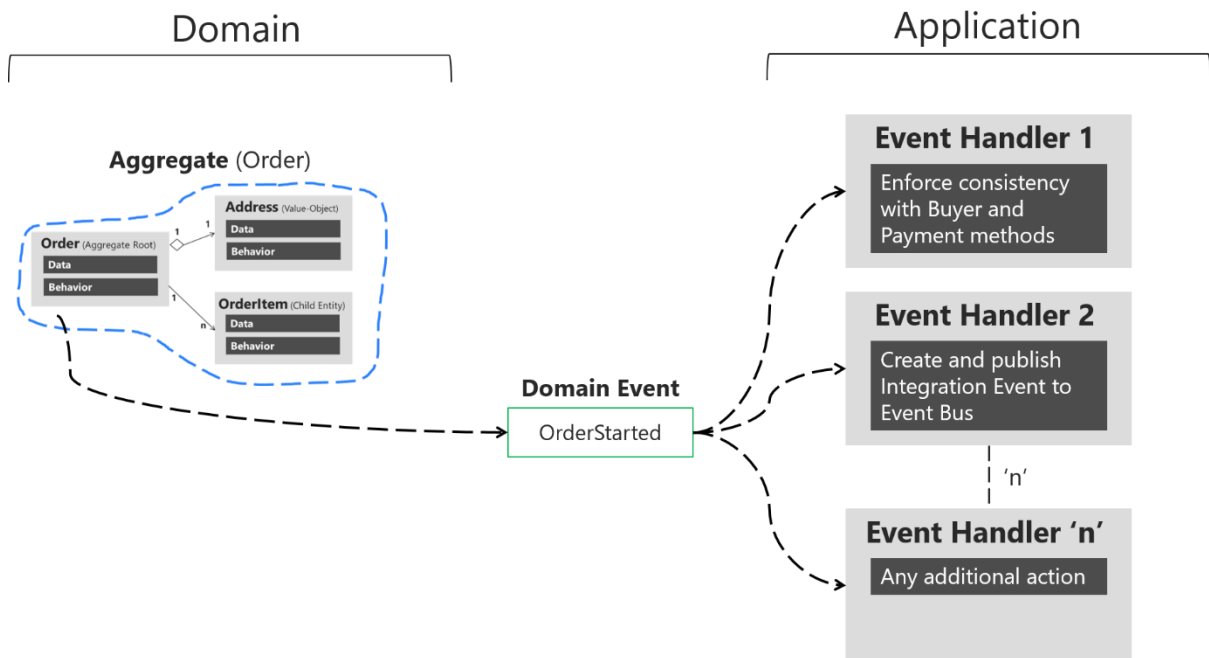 Domain
Application
Aggregate (Order)
Order (Aggregate Root)
Data
Behavior
1
1
Address (Value-Object)
Data
Behavior
1
n
OrderItem (Child Entity)
Data
Behavior
Domain Event
OrderStarted
Event Handler 1
Enforce consistency
with Buyer and
Payment methods
Event Handler 2
Create and publish
Integration Event to
Event Bus
‘n’
Event Handler ‘n’
Any additional action